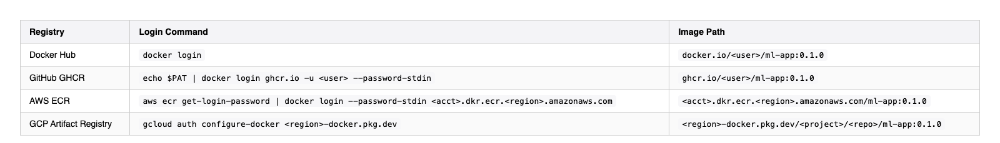 Registry Login Command Image Path
Docker Hub docker login docker.io/<user>/ml-app:0.1.0
GitHub GHCR echo $PAT | docker login ghcr.io -u <user> --password-stdin ghcr.io/<user>/ml-app:0.1.0
AWS ECR aws ecr get-login-password | docker login --password-stdin <acct>.dkr.ecr.<region>.amazonaws.com <acct>.dkr.ecr.<region>.amazonaws.com/ml-app:0.1.0
GCP Artifact Registry gcloud auth configure-docker <region>-docker.pkg.dev <region>-docker.pkg.dev/<project>/<repo>/ml-app:0.1.0